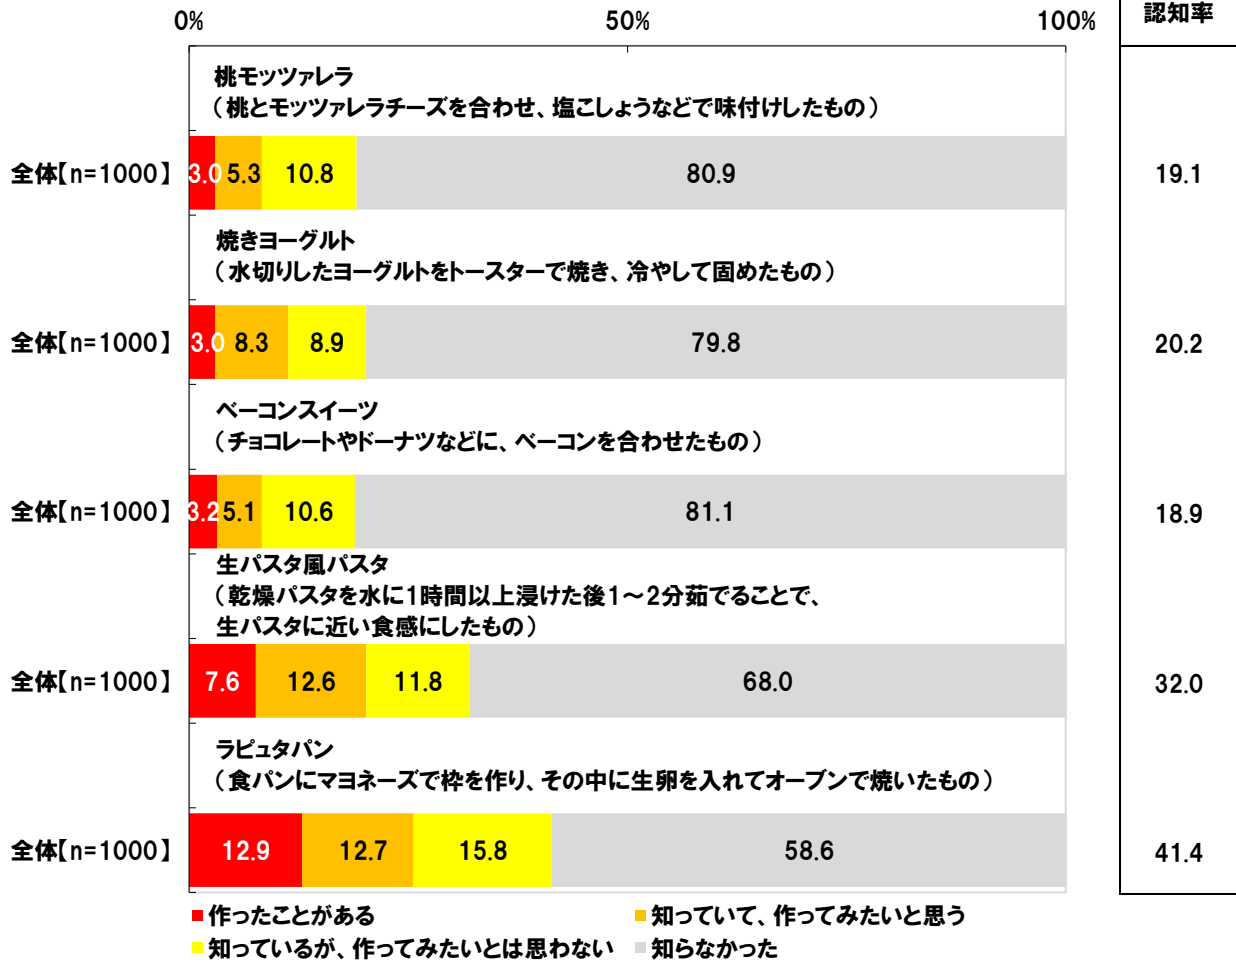 0%
50%
100%
認知率
桃モッツァレラ
（桃とモッツァレラチーズを合わせ、塩こしょうなどで味付けしたもの）
全体【n=1000】 3.0 5.3 10.8 80.9 19.1
焼きヨーグルト
（水切りしたヨーグルトをトースターで焼き、冷やして固めたもの）
全体【n=1000】 3.0 8.3 8.9 79.8 20.2
ベーコンスイーツ
（チョコレートやドーナツなどに、ベーコンを合わせたもの）
全体【n=1000】 3.2 5.1 10.6 81.1 18.9
生パスタ風パスタ
（乾燥パスタを水に1時間以上浸けた後1～2分茹でることで、
生パスタに近い食感にしたもの）
全体【n=1000】 7.6 12.6 11.8 68.0 32.0
ラピュタパン
（食パンにマヨネーズで枠を作り、その中に生卵を入れてオーブンで焼いたもの）
全体【n=1000】 12.9 12.7 15.8 58.6 41.4
作ったことがある
知っていて、作ってみたいと思う
知っているが、作ってみたいとは思わない
知らなかった